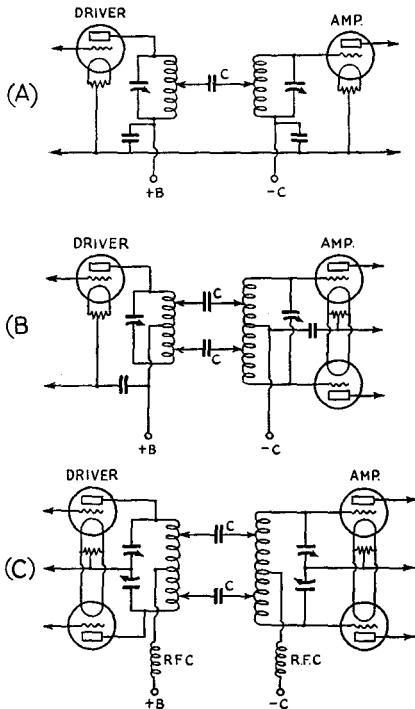 DRIVER
AMP.
(A)
C
+B
-C
DRIVER
AMP.
(B)
C
C
+B
-C
DRIVER
AMP.
(C)
C
C
R.F.C
R.F.C
+B
-C